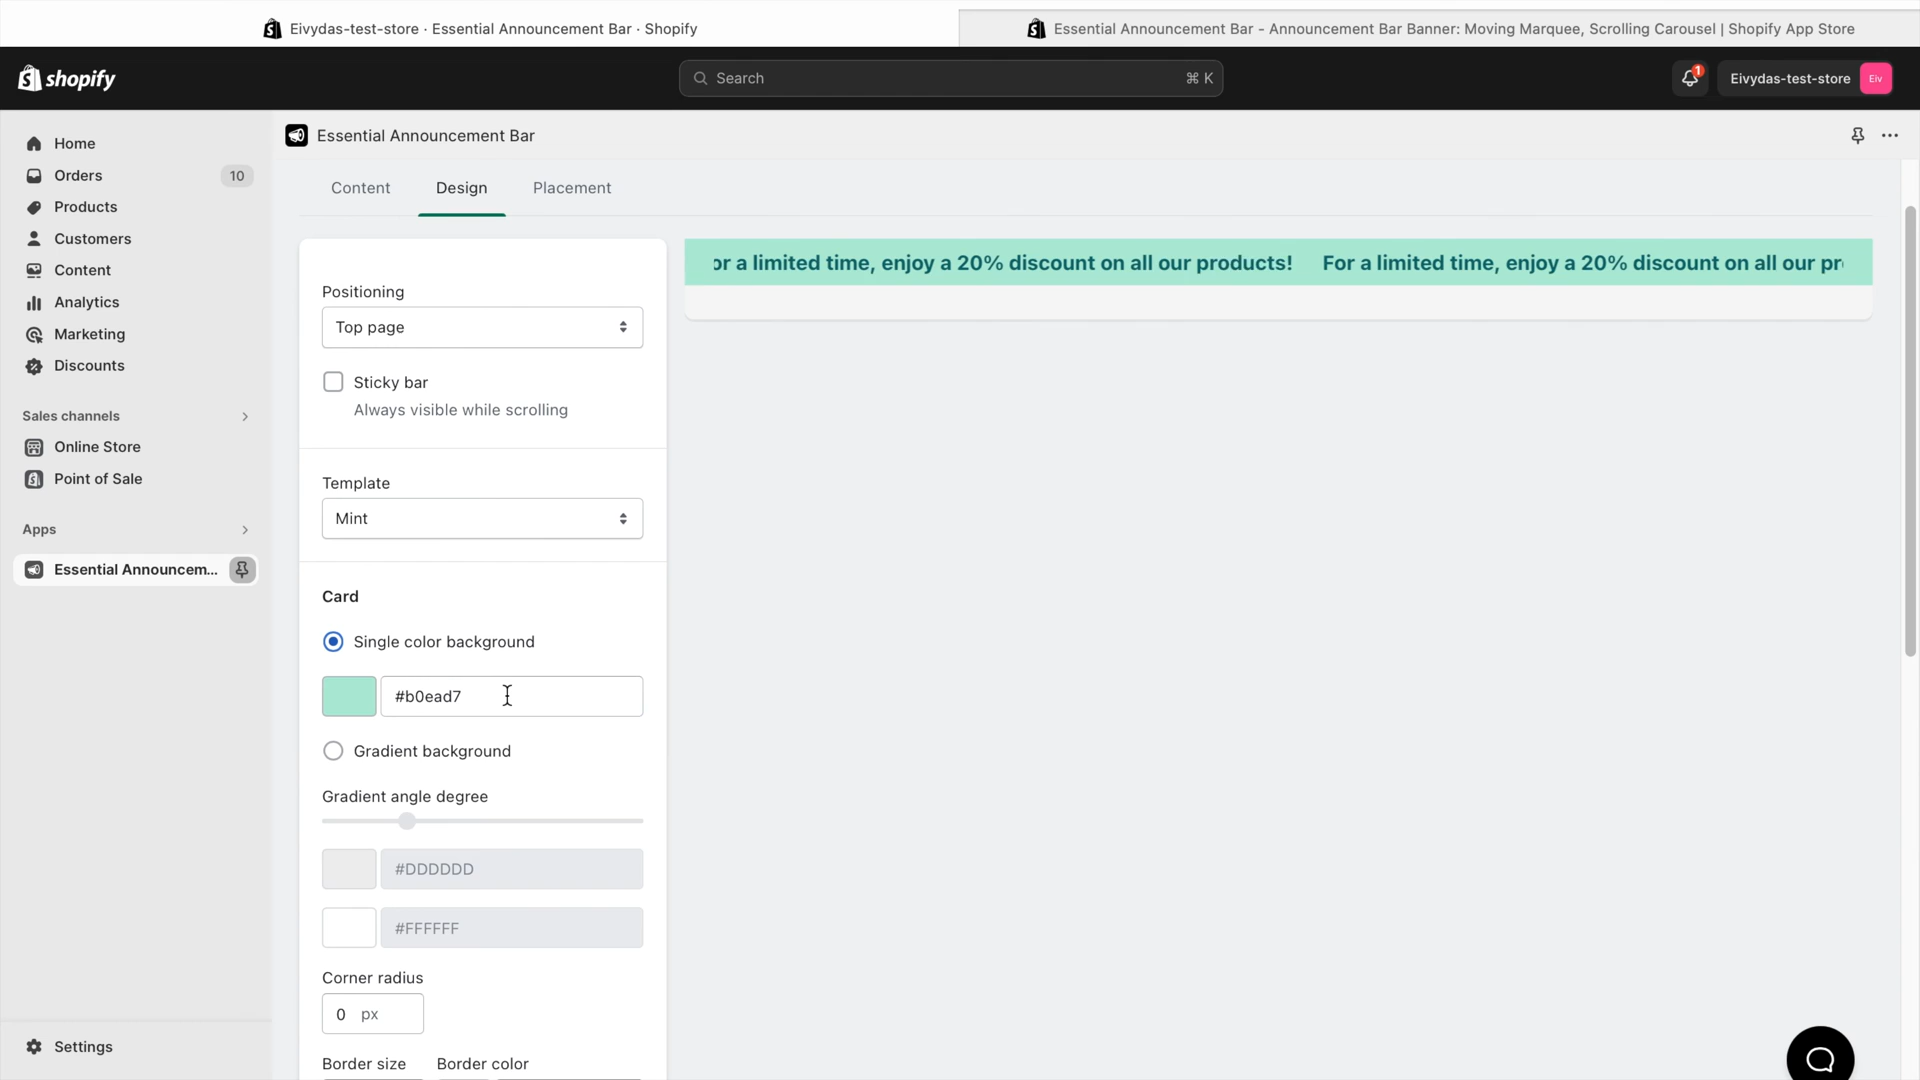 Eivydas-test-store · Essential Announcement Bar · Shopify
Essential Announcement Bar - Announcement Bar Banner: Moving Marquee, Scrolling Carousel | Shopify App Store
shopify
Search
⌘ K
1
Eivydas-test-store
Eiv
Home
Orders
10
Products
Customers
Content
Analytics
Marketing
Discounts
Sales channels
Online Store
Point of Sale
Apps
Essential Announcem...
Settings
Essential Announcement Bar
Content
Design
Placement
Positioning
Top page
Sticky bar
Always visible while scrolling
Template
Mint
Card
Single color background
#b0ead7
Gradient background
Gradient angle degree
#DDDDDD
#FFFFFF
Corner radius
0 px
Border size
Border color
or a limited time, enjoy a 20% discount on all our products! For a limited time, enjoy a 20% discount on all our pr